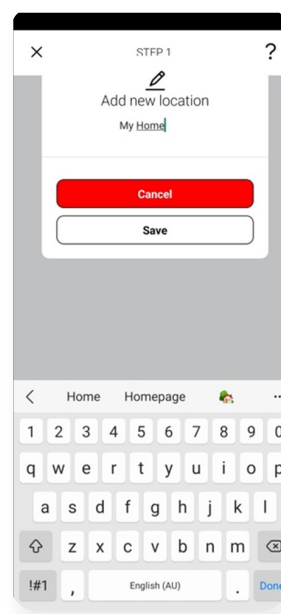 STEP 1
?
Add new location
My Home
Cancel
Save
Home Homepage
1 2 3 4 5 6 7 8 9 0
q w e r t y u i o p
a s d f g h j k l
z x c v b n m
!#1 , English (AU) . Done